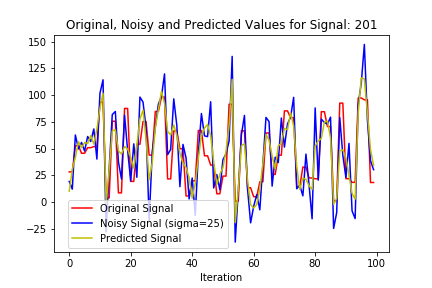 Original, Noisy and Predicted Values for Signal: 201
150
125
100
75
50
25
0
−25
Original Signal
Noisy Signal (sigma=25)
Predicted Signal
0 20 40 60 80 100
Iteration